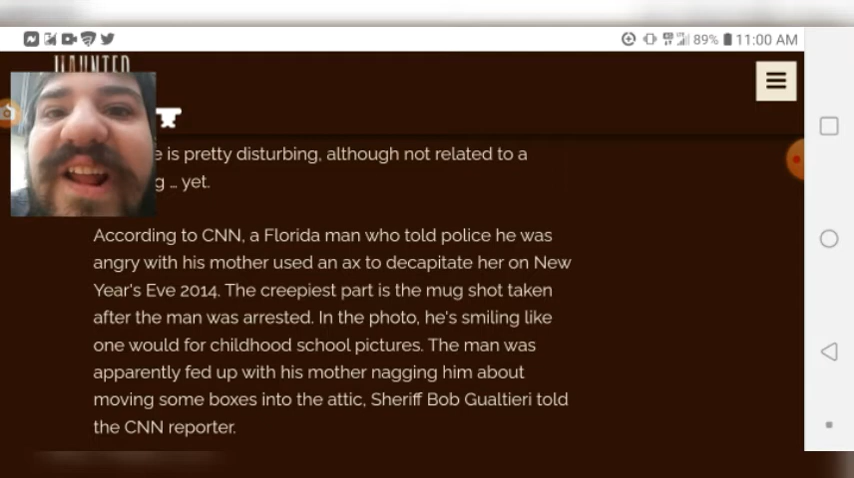 89% 11:00 AM
HAUNTED
e is pretty disturbing, although not related to a
g ... yet.
According to CNN, a Florida man who told police he was
angry with his mother used an ax to decapitate her on New
Year's Eve 2014. The creepiest part is the mug shot taken
after the man was arrested. In the photo, he's smiling like
one would for childhood school pictures. The man was
apparently fed up with his mother nagging him about
moving some boxes into the attic, Sheriff Bob Gualtieri told
the CNN reporter.